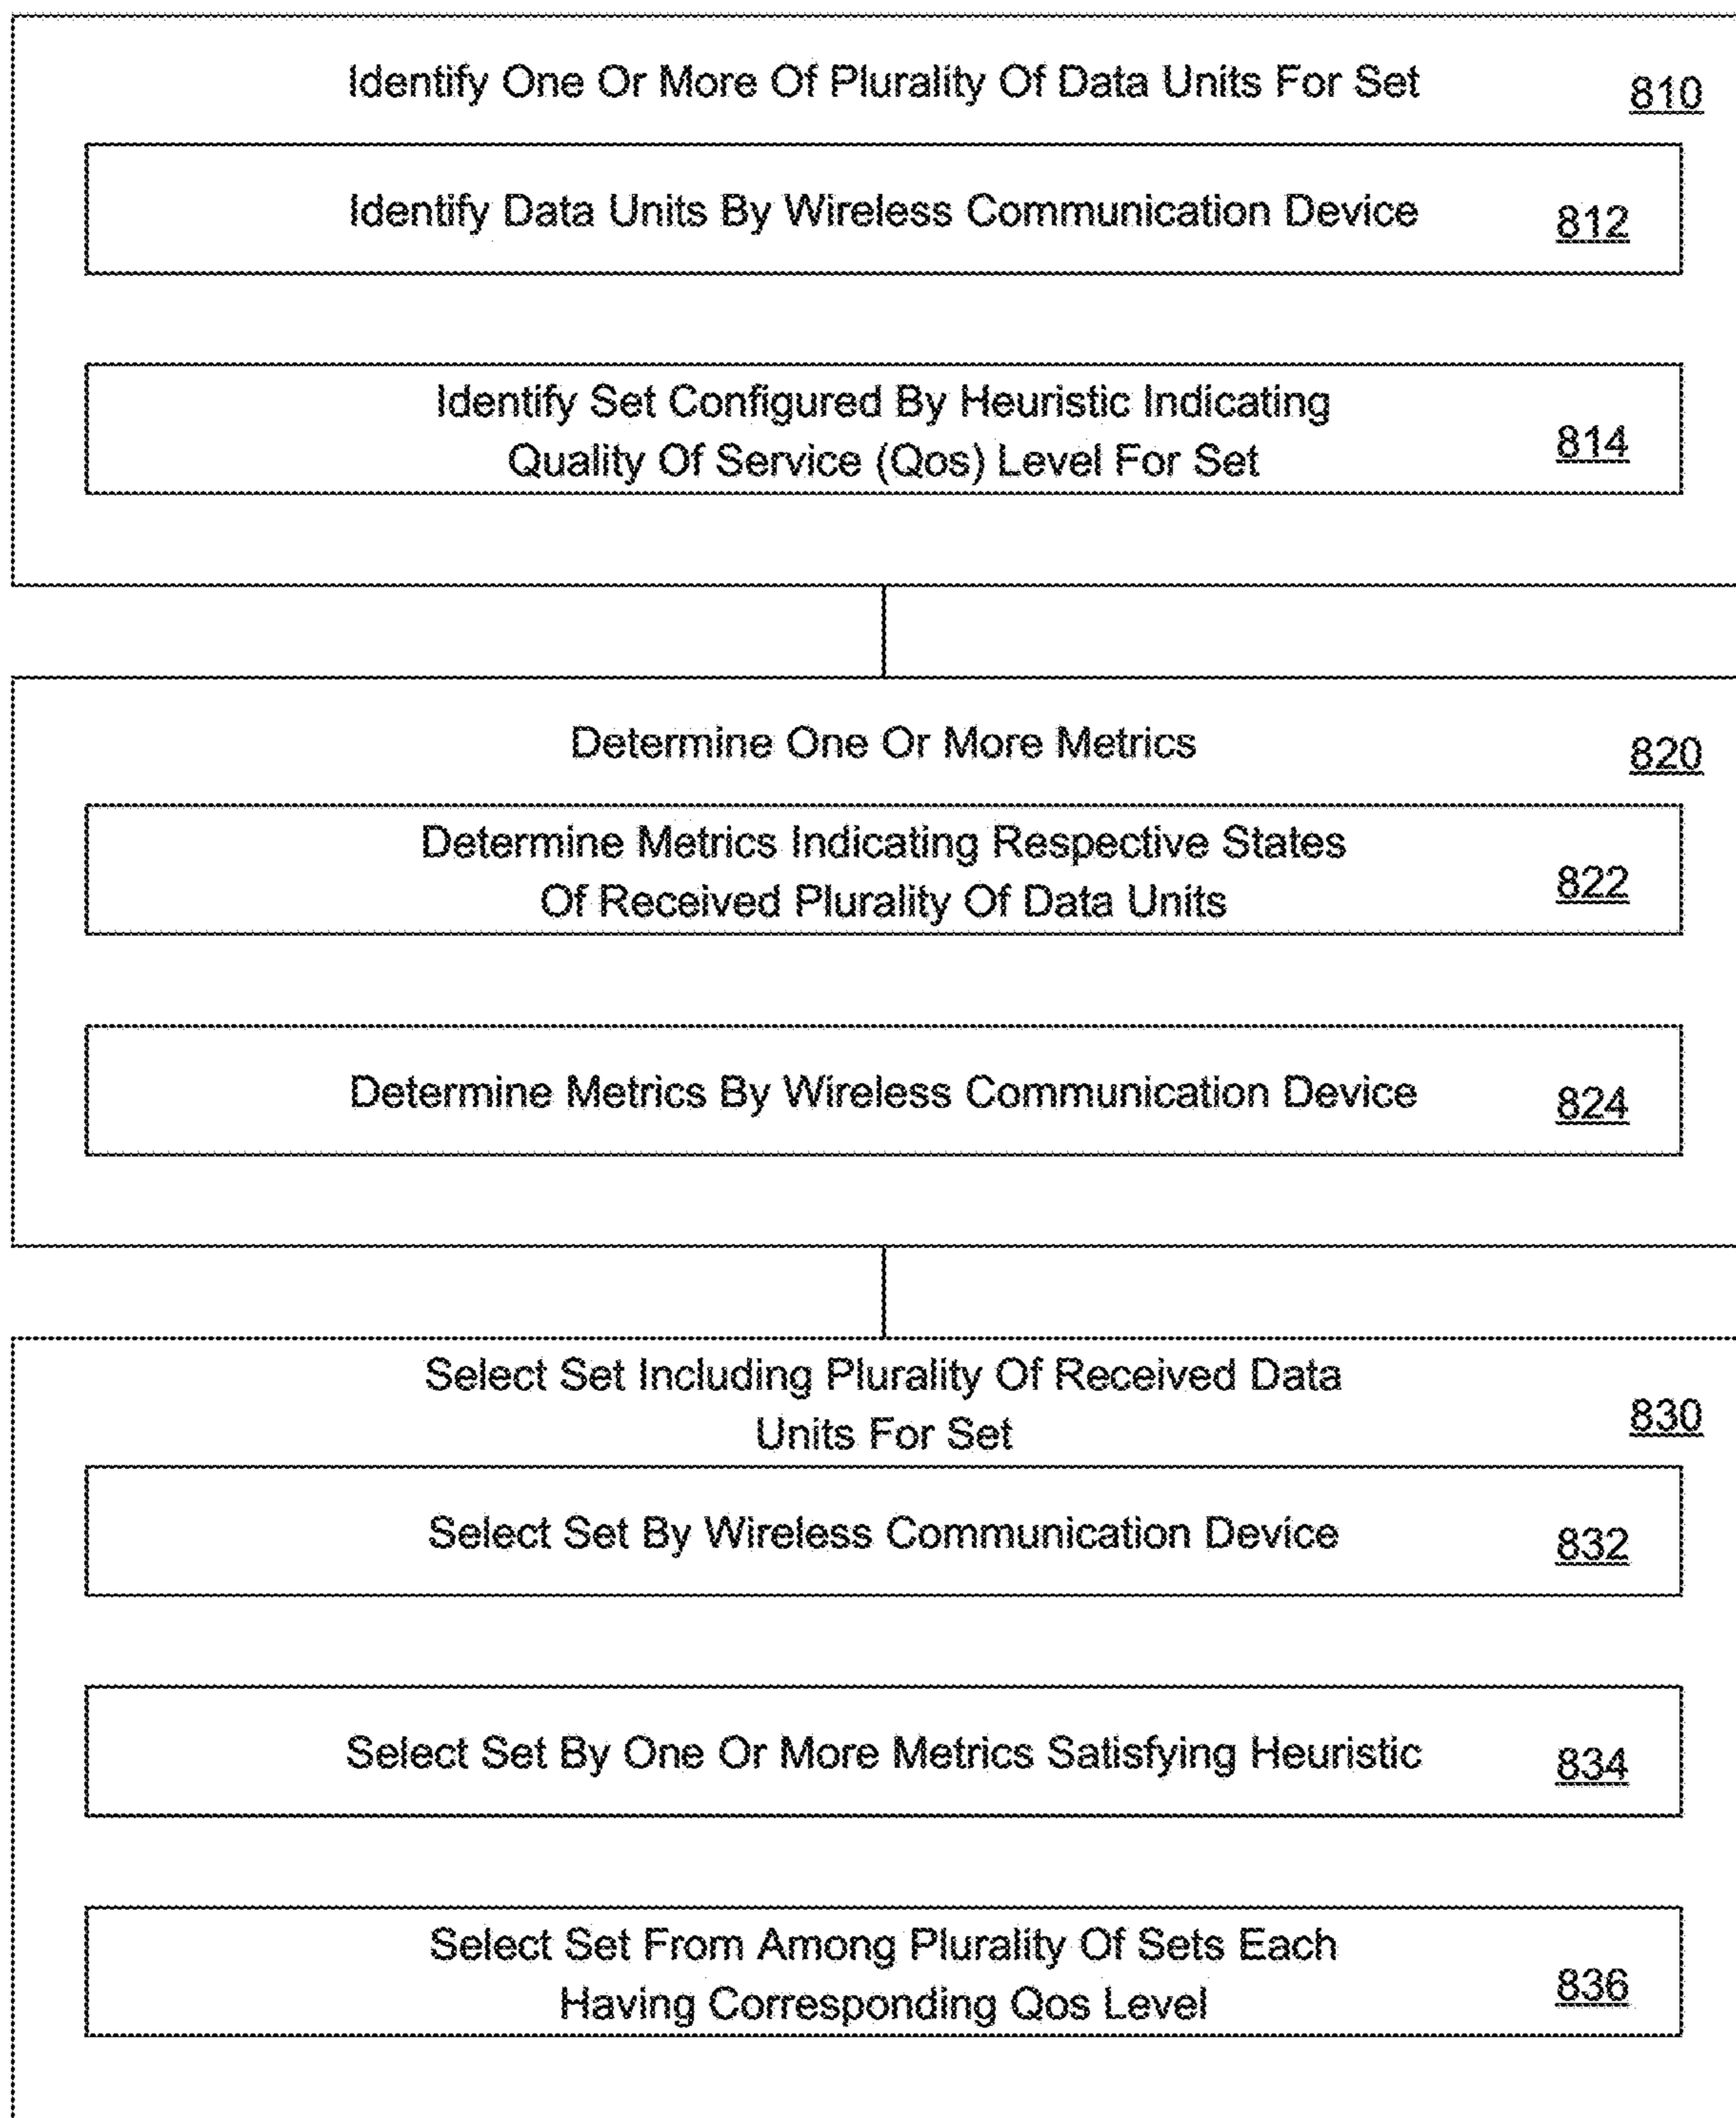 Identify One Or More Of Plurality Of Data Units For Set 810
Identify Data Units By Wireless Communication Device 812
Identify Set Configured By Heuristic Indicating
Quality Of Service (Qos) Level For Set 814
Determine One Or More Metrics 820
Determine Metrics Indicating Respective States
Of Received Plurality Of Data Units 822
Determine Metrics By Wireless Communication Device 824
Select Set Including Plurality Of Received Data
Units For Set 830
Select Set By Wireless Communication Device 832
Select Set By One Or More Metrics Satisfying Heuristic 834
Select Set From Among Plurality Of Sets Each
Having Corresponding Qos Level 836